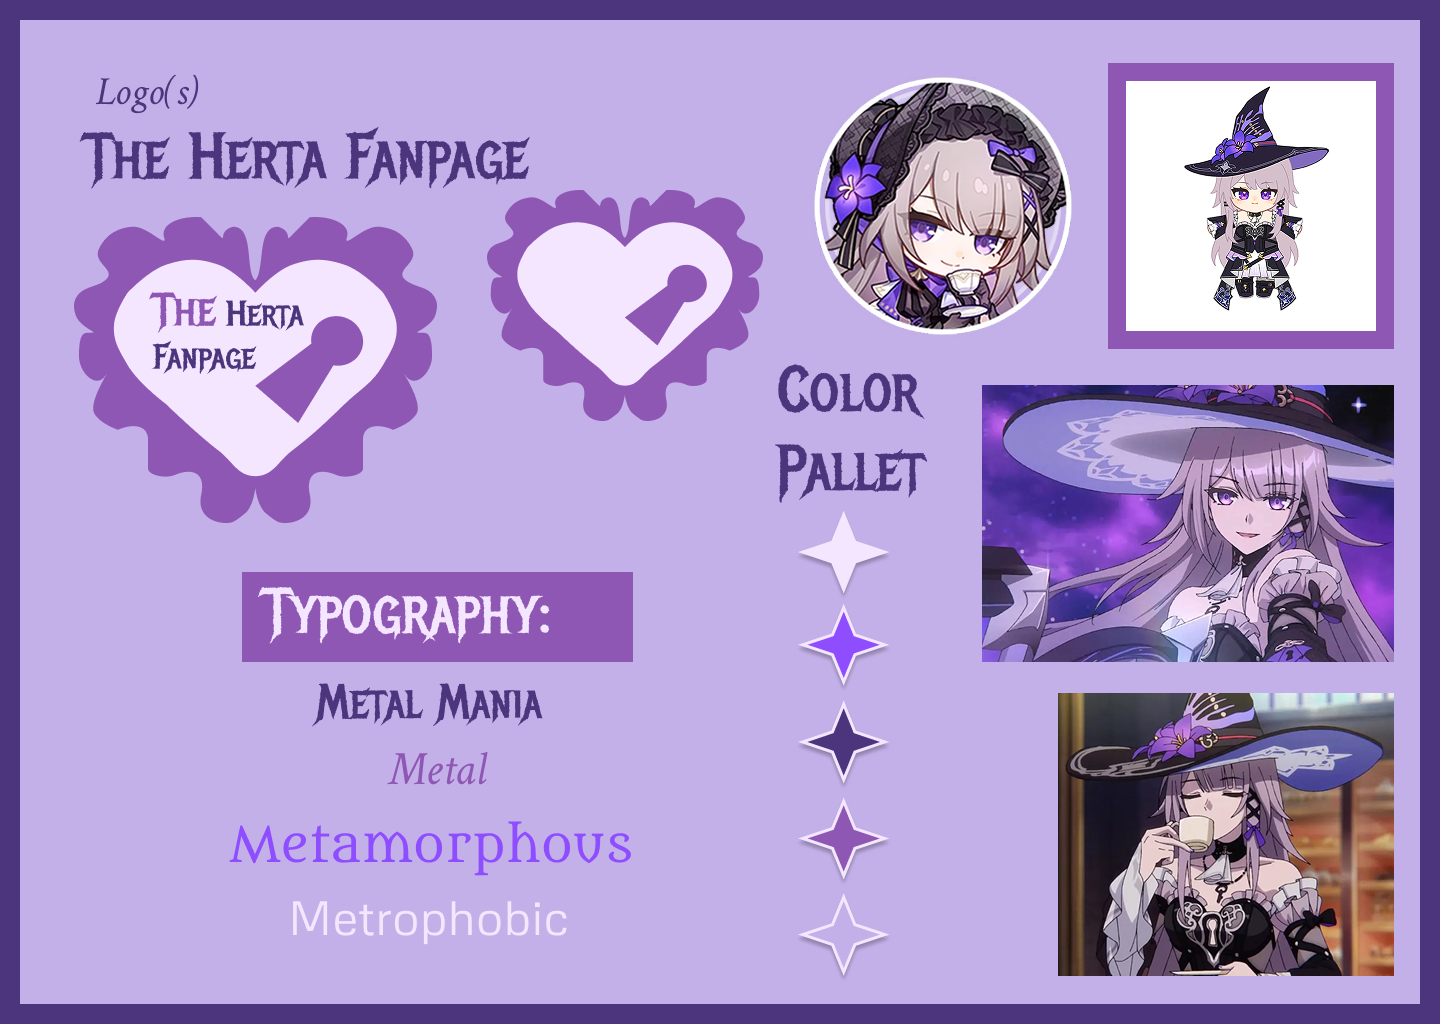 Logo(s)
The Herta Fanpage
The Herta
Fanpage
Color
Pallet
Typography:
Metal Mania
Metal
Metamorphous
Metrophobic